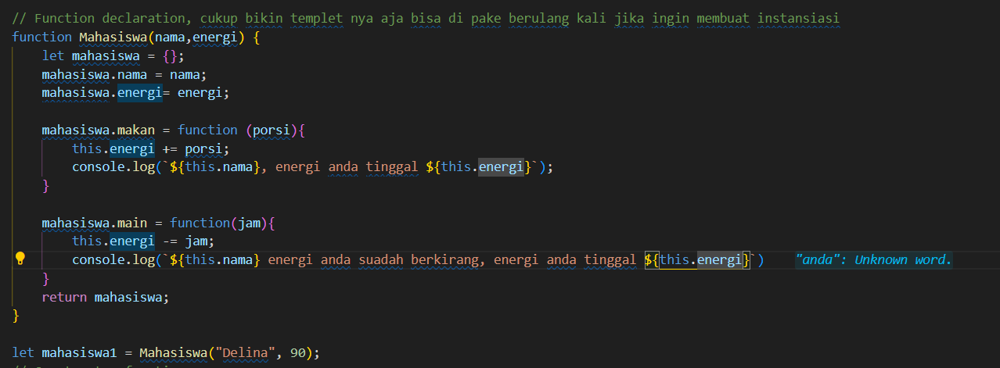 // Function declaration, cukup bikin templet nya aja bisa di pake berulang kali jika ingin membuat instansiasi
function Mahasiswa(nama,energi) {
let mahasiswa = {};
mahasiswa.nama = nama;
mahasiswa.energi= energi;
mahasiswa.makan = function (porsi){
this.energi += porsi;
console.log(`${this.nama}, energi anda tinggal ${this.energi}`);
}
mahasiswa.main = function(jam){
this.energi -= jam;
console.log(`${this.nama} energi anda suadah berkirang, energi anda tinggal ${this.energi}`) "anda": Unknown word.
}
return mahasiswa;
}
let mahasiswa1 = Mahasiswa("Delina", 90);